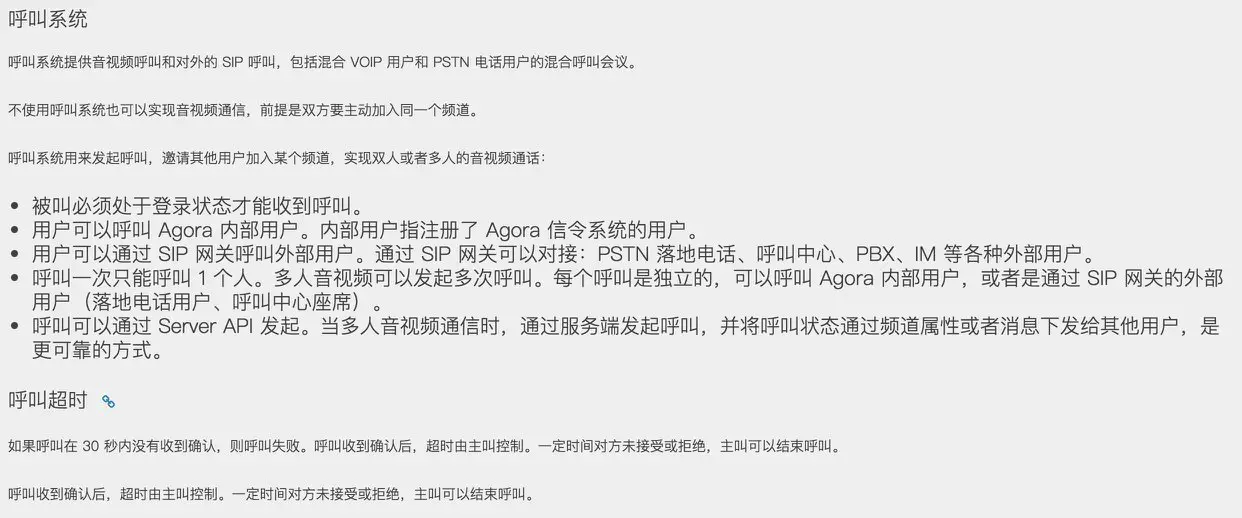 呼叫系统
呼叫系统提供音视频呼叫和对外的 SIP 呼叫，包括混合 VOIP 用户和 PSTN 电话用户的混合呼叫会议。
不使用呼叫系统也可以实现音视频通信，前提是双方要主动加入同一个频道。
呼叫系统用来发起呼叫，邀请其他用户加入某个频道，实现双人或者多人的音视频通话：
• 被叫必须处于登录状态才能收到呼叫。
• 用户可以呼叫 Agora 内部用户。内部用户指注册了 Agora 信令系统的用户。
• 用户可以通过 SIP 网关呼叫外部用户。通过 SIP 网关可以对接：PSTN 落地电话、呼叫中心、PBX、IM 等各种外部用户。
• 呼叫一次只能呼叫 1 个人。多人音视频可以发起多次呼叫。每个呼叫是独立的，可以呼叫 Agora 内部用户，或者是通过 SIP 网关的外部
用户（落地电话用户、呼叫中心座席）。
• 呼叫可以通过 Server API 发起。当多人音视频通信时，通过服务端发起呼叫，并将呼叫状态通过频道属性或者消息下发给其他用户，是
更可靠的方式。
呼叫超时
如果呼叫在 30 秒内没有收到确认，则呼叫失败。呼叫收到确认后，超时由主叫控制。一定时间对方未接受或拒绝，主叫可以结束呼叫。
呼叫收到确认后，超时由主叫控制。一定时间对方未接受或拒绝，主叫可以结束呼叫。